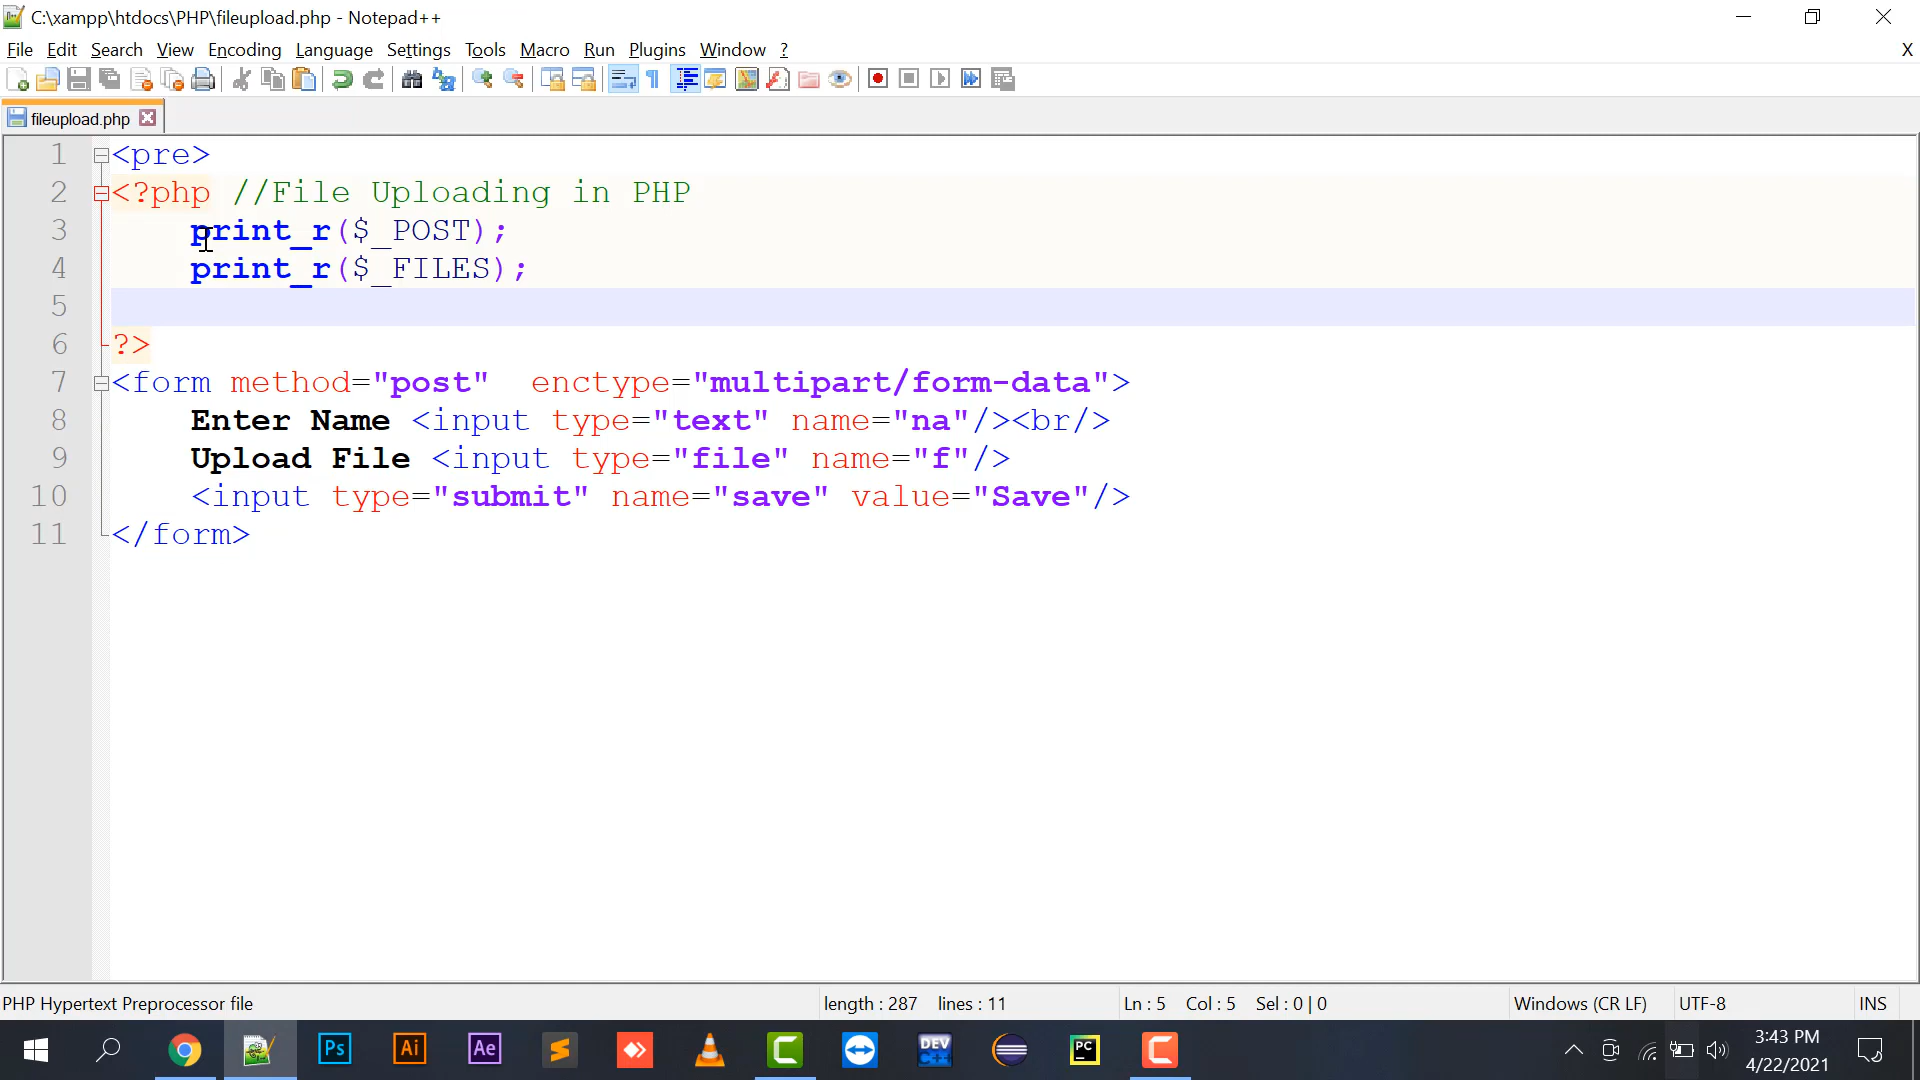 C:\xampp\htdocs\PHP\fileupload.php - Notepad++
File Edit Search View Encoding Language Settings Tools Macro Run Plugins Window ?
X
fileupload.php
1 <pre>
2 <?php //File Uploading in PHP
3 print_r($_POST);
4 print_r($_FILES);
5
6 ?>
7 <form method="post"  enctype="multipart/form-data">
8 Enter Name <input type="text" name="na"/><br/>
9 Upload File <input type="file" name="f"/>
10 <input type="submit" name="save" value="Save"/>
11 </form>
PHP Hypertext Preprocessor file length : 287 lines : 11 Ln : 5 Col : 5 Sel : 0 | 0 Windows (CR LF) UTF-8 INS
Ps Ai Ae DEV C++ PC
3:43 PM
4/22/2021